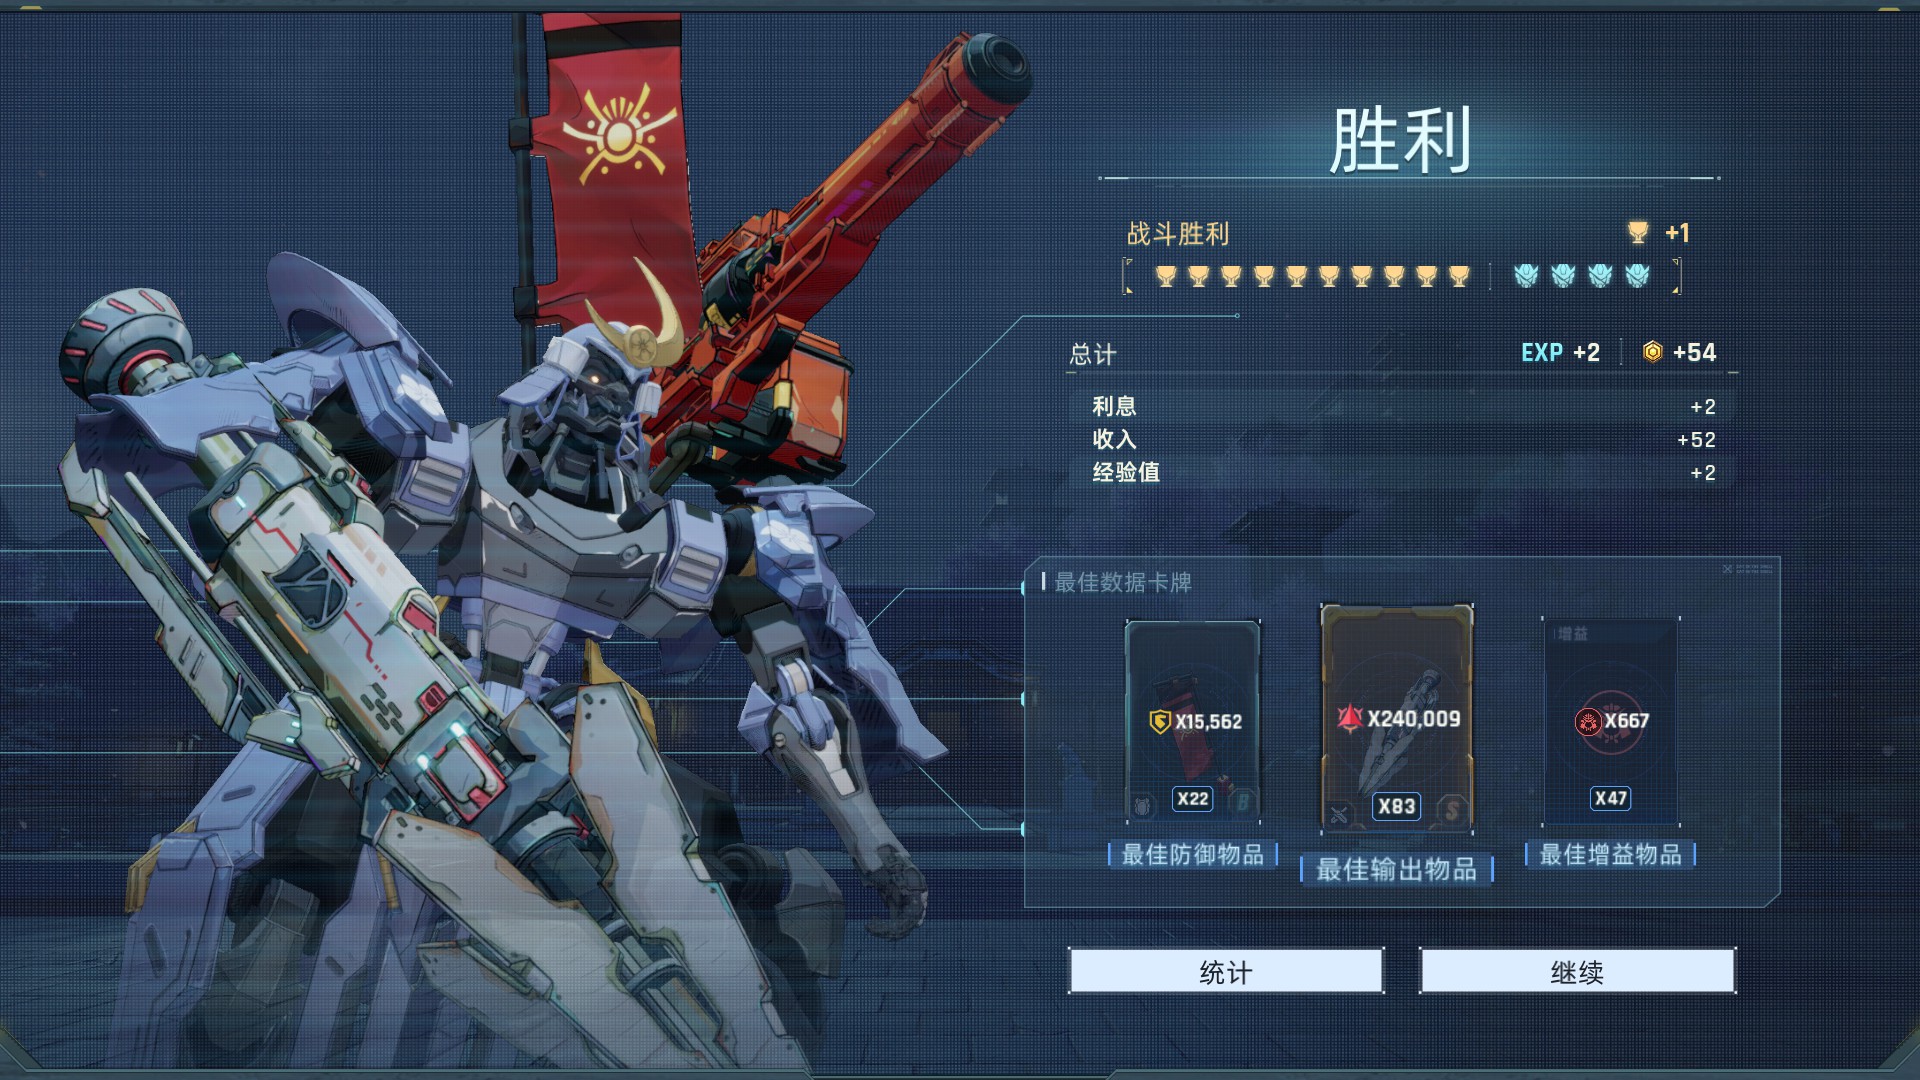 胜利
战斗胜利 +1
总计 EXP +2 +54
利息 +2
收入 +52
经验值 +2
最佳数据卡牌
X15,562
X22
B
最佳防御物品
X240,009
X83
S
最佳输出物品
增益
X667
X47
最佳增益物品
统计
继续